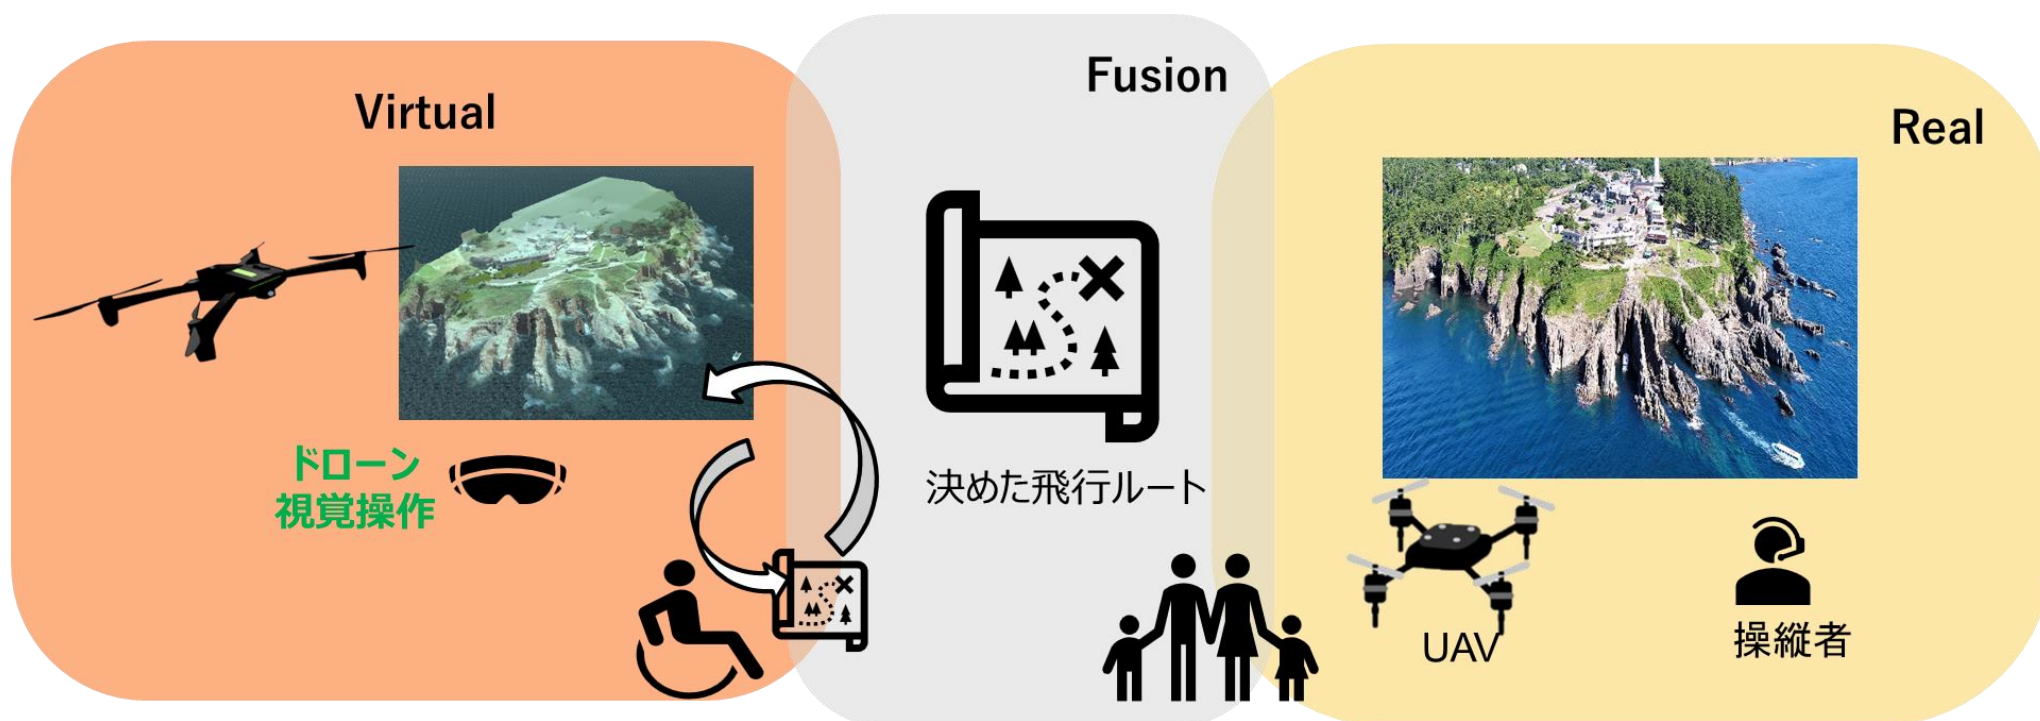 Virtual
Fusion
Real
ドローン
視覚操作
決めた飛行ルート
UAV
操縦者